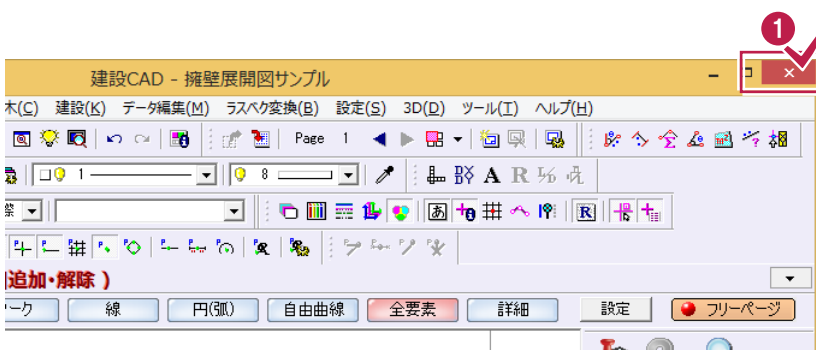 1
建設CAD - 擁壁展開図サンプル
木(C) 建設(K) データ編集(M) ラスベク変換(B) 設定(S) 3D(D) ツール(T) ヘルプ(H)
Page 1
1 8 A R
あ R
追加・解除 )
ーク 線 円(弧) 自由曲線 全要素 詳細 設定 フリーページ